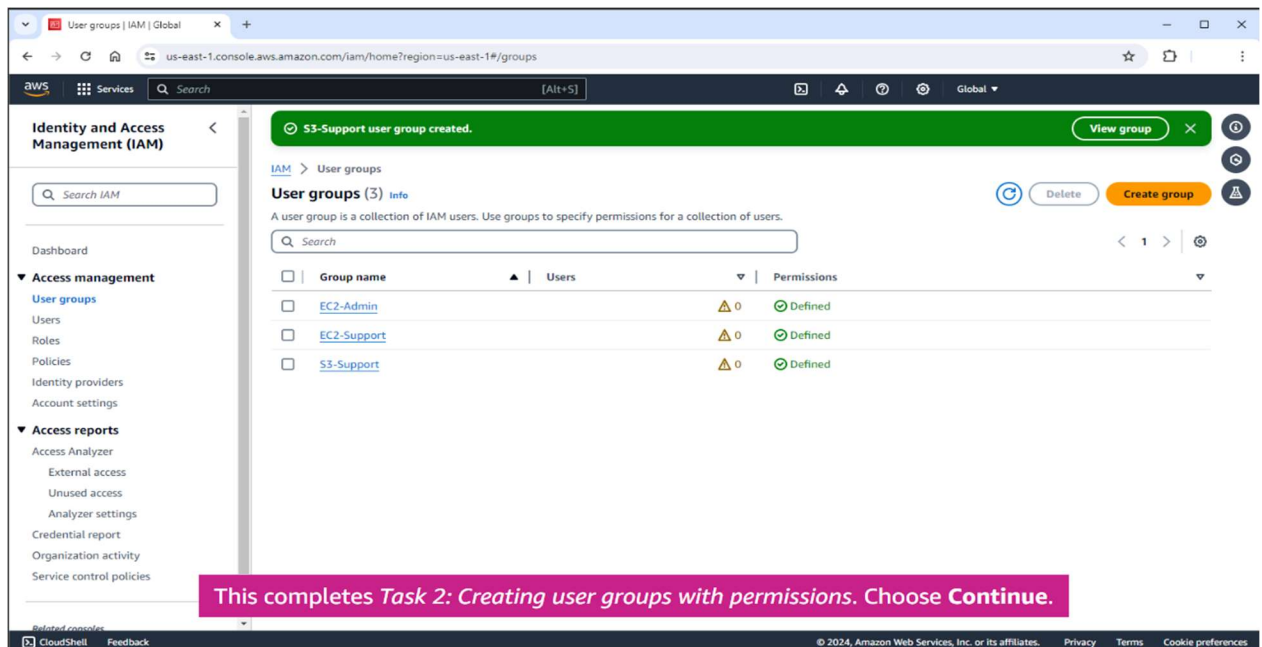 User groups | IAM | Global
us-east-1.console.aws.amazon.com/iam/home?region=us-east-1#/groups
aws Services Search [Alt+S] Global
Identity and Access
Management (IAM)
Search IAM
Dashboard
Access management
User groups
Users
Roles
Policies
Identity providers
Account settings
Access reports
Access Analyzer
External access
Unused access
Analyzer settings
Credential report
Organization activity
Service control policies
Related consoles
S3-Support user group created. View group
IAM > User groups
User groups (3) Info Delete Create group
A user group is a collection of IAM users. Use groups to specify permissions for a collection of users.
Search 1
Group name Users Permissions
EC2-Admin 0 Defined
EC2-Support 0 Defined
S3-Support 0 Defined
This completes Task 2: Creating user groups with permissions. Choose Continue.
CloudShell Feedback © 2024, Amazon Web Services, Inc. or its affiliates. Privacy Terms Cookie preferences